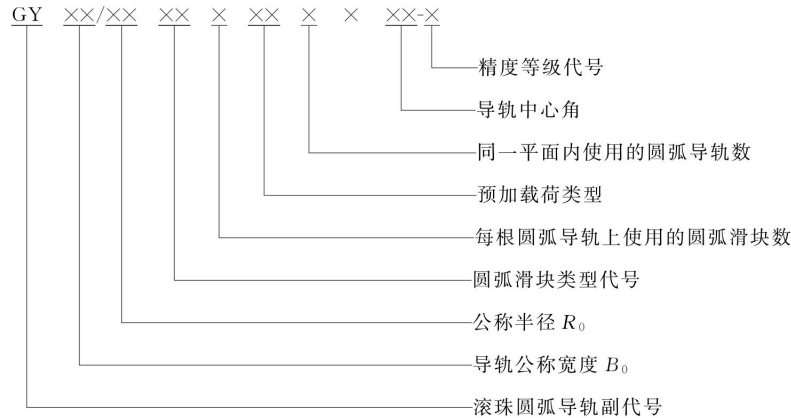 GY ××/×× ×× × ×× × × ××-×
精度等级代号
导轨中心角
同一平面内使用的圆弧导轨数
预加载荷类型
每根圆弧导轨上使用的圆弧滑块数
圆弧滑块类型代号
公称半径 R₀
导轨公称宽度 B₀
滚珠圆弧导轨副代号